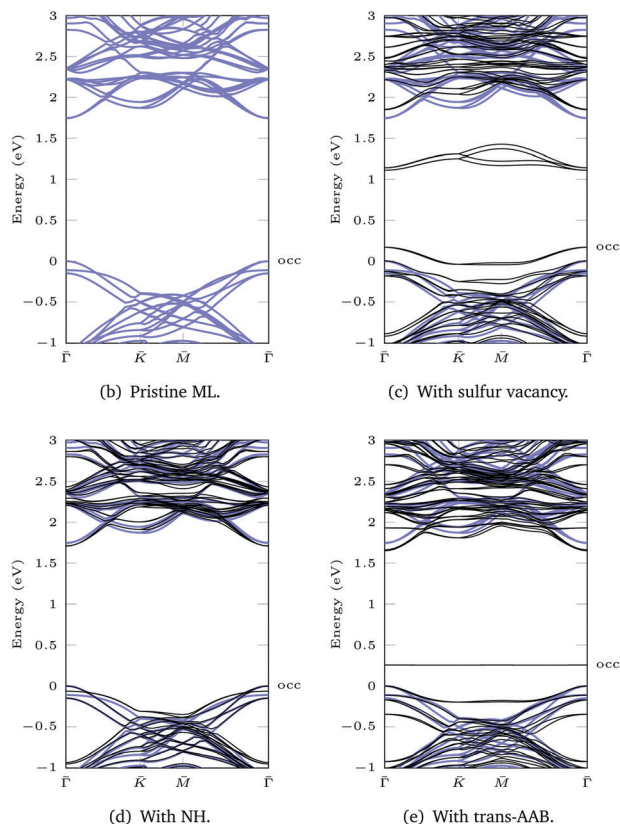 3
2.5
2
1.5
1
0.5
0
−0.5
−1
Energy (eV)
occ
Γ̄ K̄ M̄ Γ̄
(b) Pristine ML.
3
2.5
2
1.5
1
0.5
0
−0.5
−1
Energy (eV)
occ
Γ̄ K̄ M̄ Γ̄
(c) With sulfur vacancy.
3
2.5
2
1.5
1
0.5
0
−0.5
−1
Energy (eV)
occ
Γ̄ K̄ M̄ Γ̄
(d) With NH.
3
2.5
2
1.5
1
0.5
0
−0.5
−1
Energy (eV)
occ
Γ̄ K̄ M̄ Γ̄
(e) With trans-AAB.